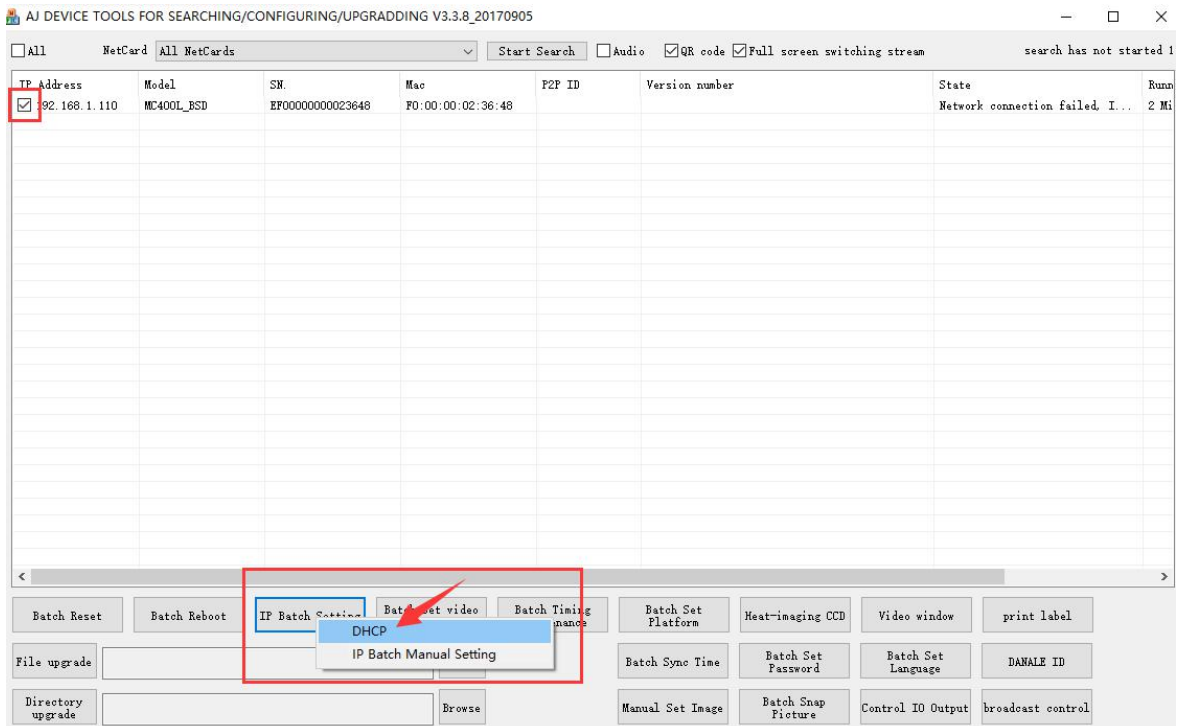 AJ DEVICE TOOLS FOR SEARCHING/CONFIGURING/UPGRADDING V3.3.8_20170905
All NetCard All NetCards Start Search Audio QR code Full screen switching stream search has not started 1
IP Address Model SN. Mac P2P ID Version number State Runn
192.168.1.110 MC400L_BSD EF00000000023648 F0:00:00:02:36:48 Network connection failed, I... 2 Mi
Batch Reset Batch Reboot IP Batch Setting Batch Set video Batch Timing Batch Set Platform Heat-imaging CCD Video window print label
DHCP
IP Batch Manual Setting
File upgrade Batch Sync Time Batch Set Password Batch Set Language DANALE ID
Directory upgrade Browse Manual Set Image Batch Snap Picture Control IO Output broadcast control